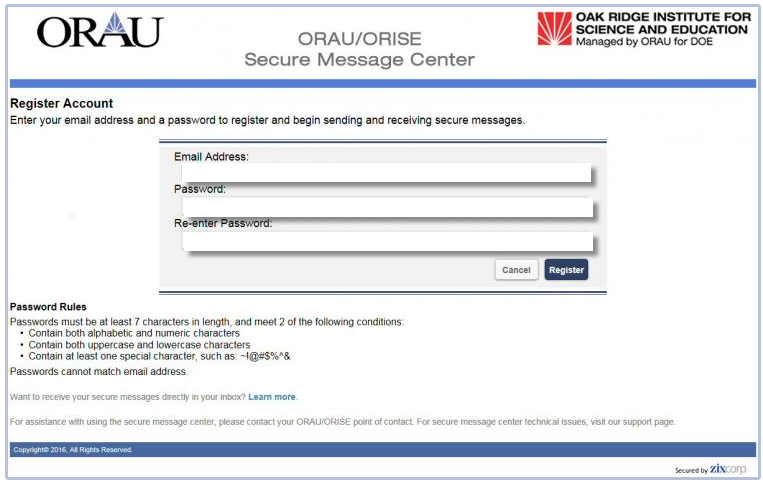 ORAU
ORAU/ORISE
Secure Message Center
OAK RIDGE INSTITUTE FOR
SCIENCE AND EDUCATION
Managed by ORAU for DOE
Register Account
Enter your email address and a password to register and begin sending and receiving secure messages.
Email Address:
Password:
Re-enter Password:
Cancel
Register
Password Rules
Passwords must be at least 7 characters in length, and meet 2 of the following conditions:
• Contain both alphabetic and numeric characters
• Contain both uppercase and lowercase characters
• Contain at least one special character, such as: ~!@#$%^&
Passwords cannot match email address.
Want to receive your secure messages directly in your inbox? Learn more.
For assistance with using the secure message center, please contact your ORAU/ORISE point of contact. For secure message center technical issues, visit our support page.
Copyright© 2016, All Rights Reserved.
Secured by zixcorp